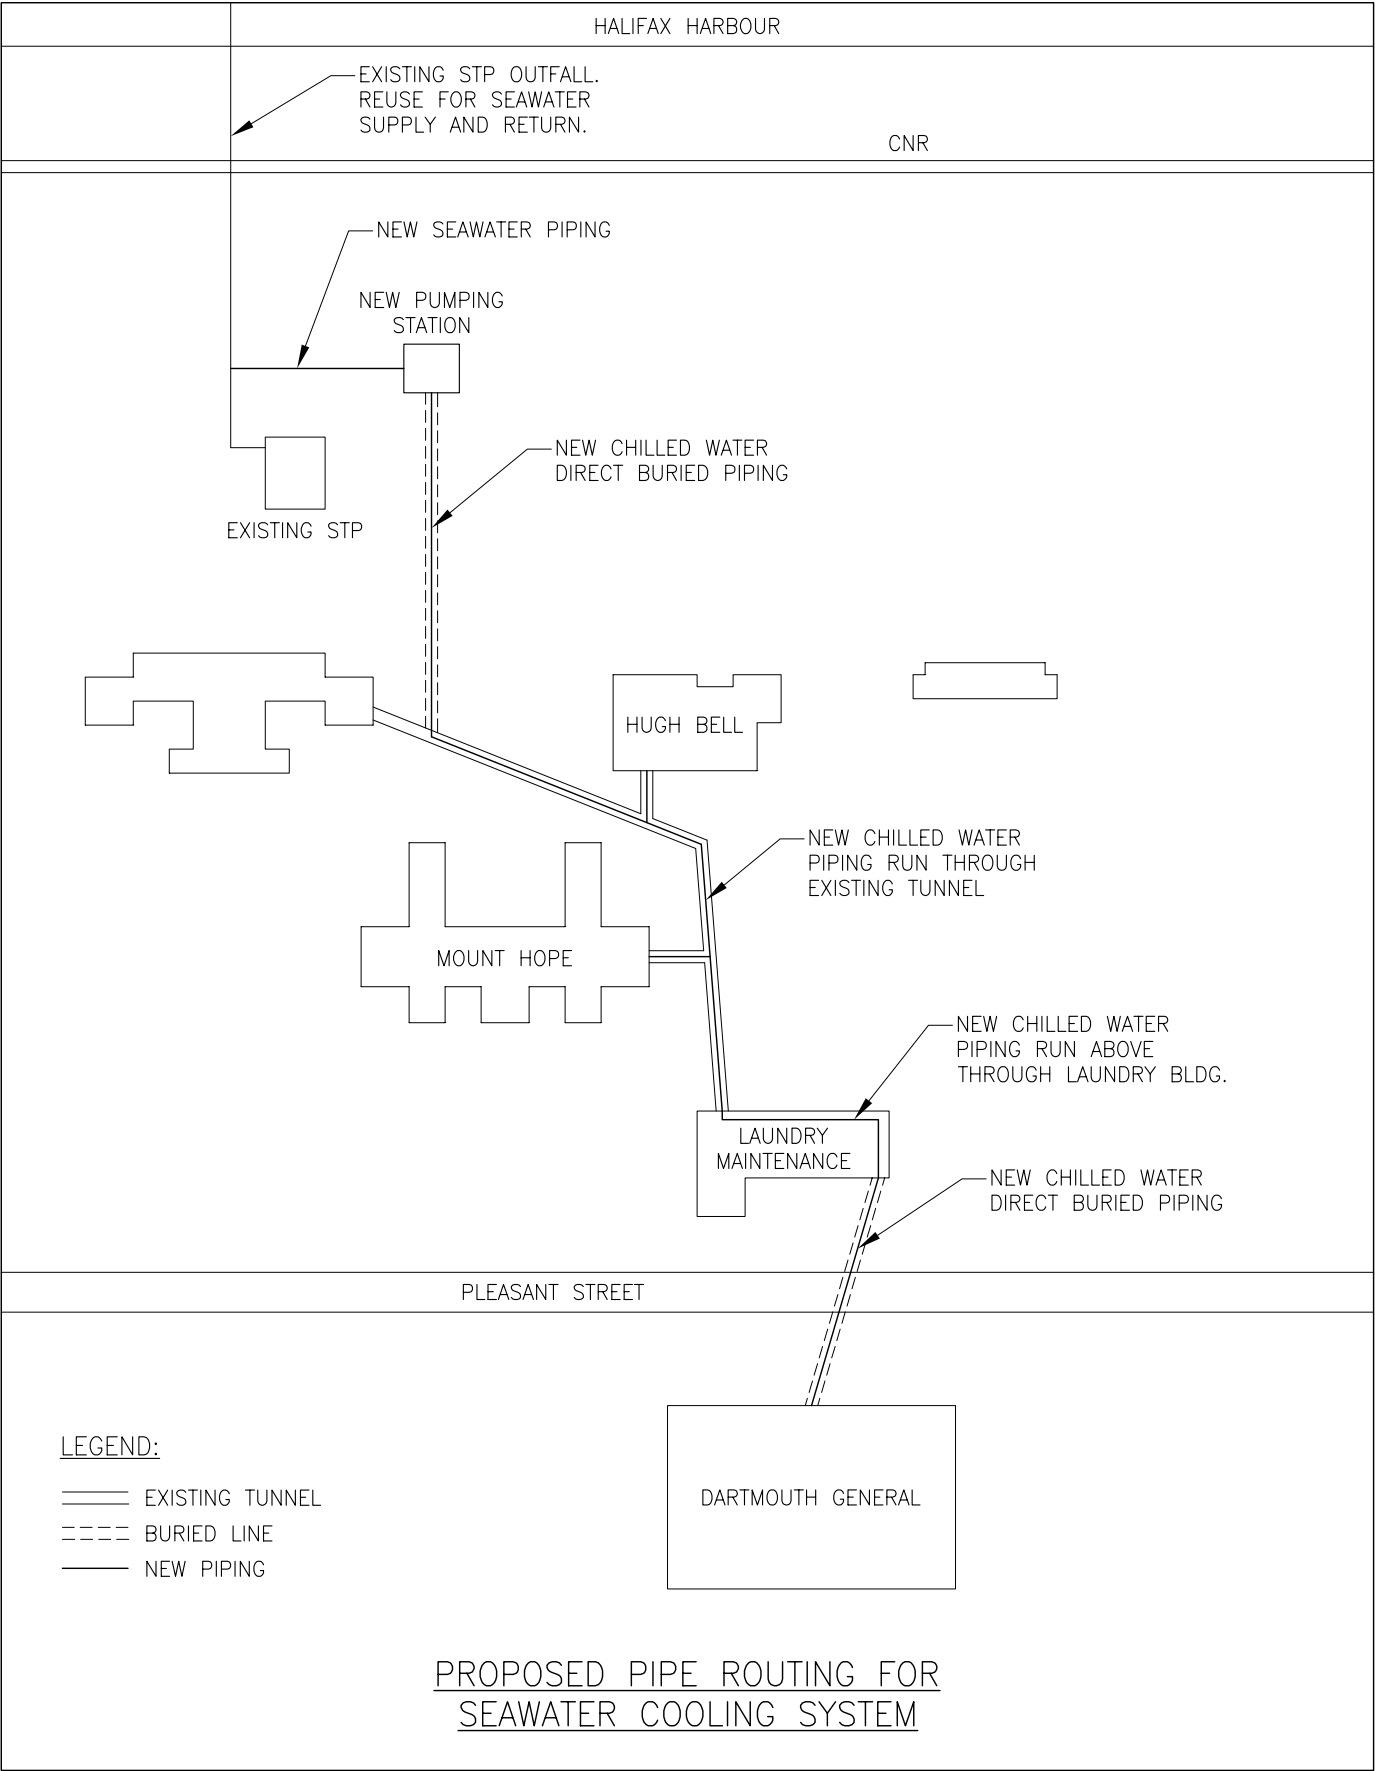 HALIFAX HARBOUR
EXISTING STP OUTFALL.
REUSE FOR SEAWATER
SUPPLY AND RETURN.
CNR
NEW SEAWATER PIPING
NEW PUMPING
STATION
NEW CHILLED WATER
DIRECT BURIED PIPING
EXISTING STP
HUGH BELL
NEW CHILLED WATER
PIPING RUN THROUGH
EXISTING TUNNEL
MOUNT HOPE
NEW CHILLED WATER
PIPING RUN ABOVE
THROUGH LAUNDRY BLDG.
LAUNDRY
MAINTENANCE
NEW CHILLED WATER
DIRECT BURIED PIPING
PLEASANT STREET
LEGEND:
EXISTING TUNNEL
BURIED LINE
NEW PIPING
DARTMOUTH GENERAL
PROPOSED PIPE ROUTING FOR
SEAWATER COOLING SYSTEM